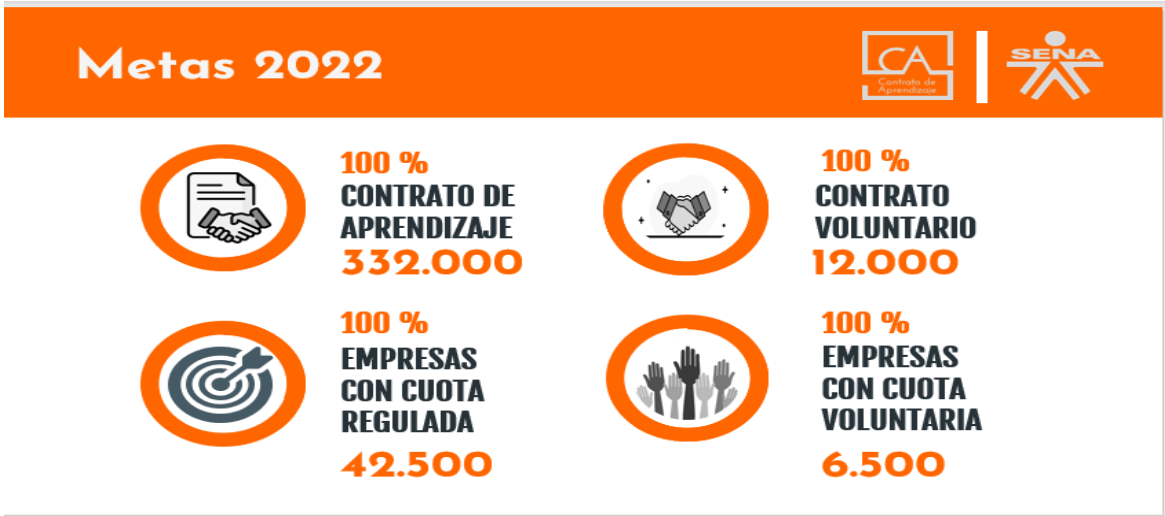 Metas 2022
CA
Contrato de
Aprendizaje
SENA
100 %
CONTRATO DE
APRENDIZAJE
332.000
100 %
CONTRATO
VOLUNTARIO
12.000
100 %
EMPRESAS
CON CUOTA
REGULADA
42.500
100 %
EMPRESAS
CON CUOTA
VOLUNTARIA
6.500